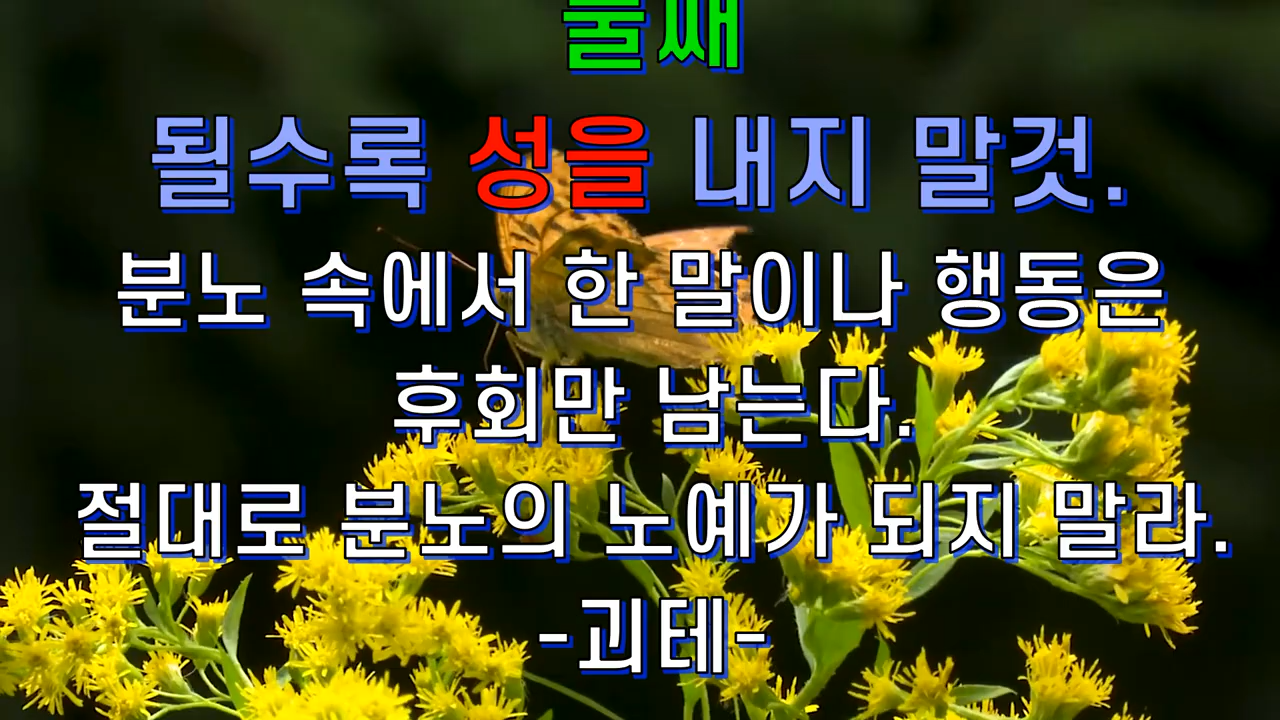 둘째
될수록 성을 내지 말것.
분노 속에서 한 말이나 행동은
후회만 남는다.
절대로 분노의 노예가 되지 말라.
-괴테-